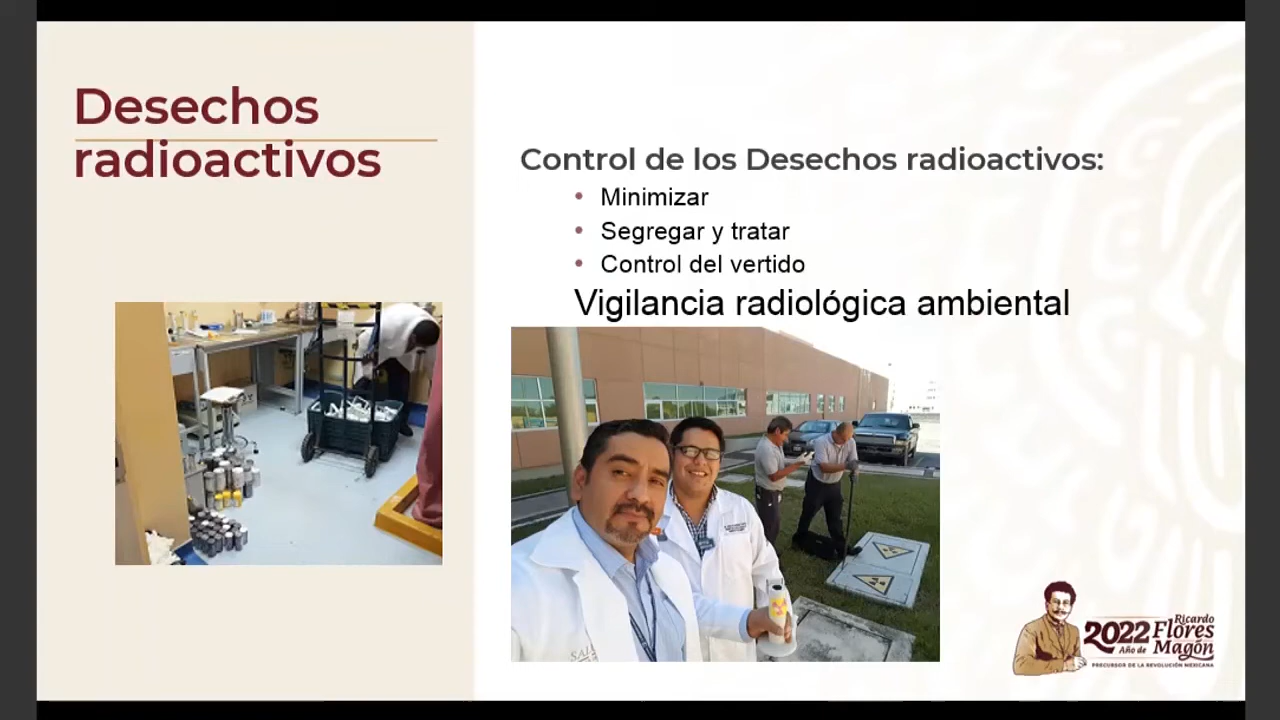 Desechos
radioactivos
Control de los Desechos radioactivos:
• Minimizar
• Segregar y tratar
• Control del vertido
Vigilancia radiológica ambiental
2022 Ricardo
Flores
Año de Magón
PRECURSOR DE LA REVOLUCIÓN MEXICANA